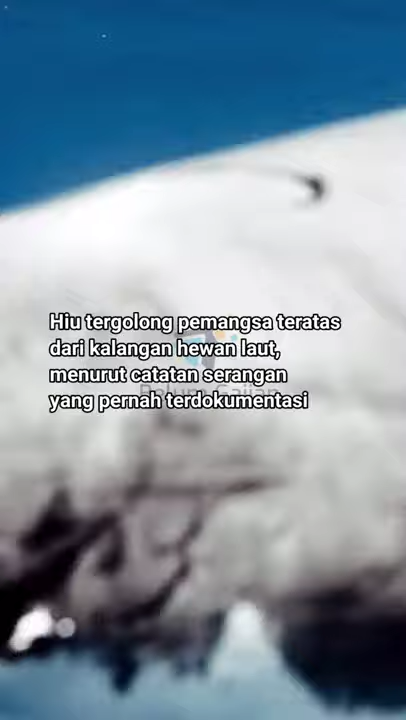 Hiu tergolong pemangsa teratas
dari kalangan hewan laut,
menurut catatan serangan
yang pernah terdokumentasi